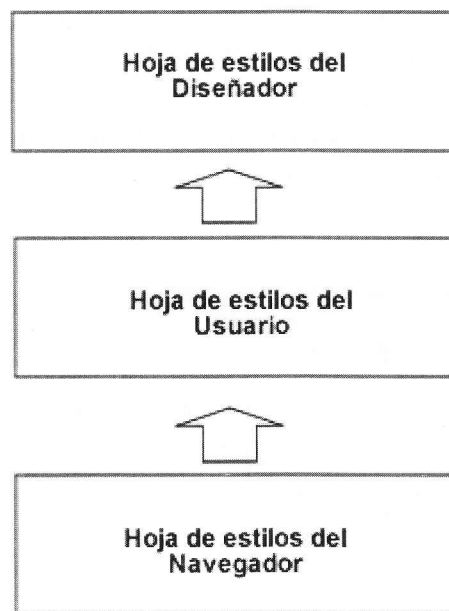 Hoja de estilos del
Diseñador
Hoja de estilos del
Usuario
Hoja de estilos del
Navegador